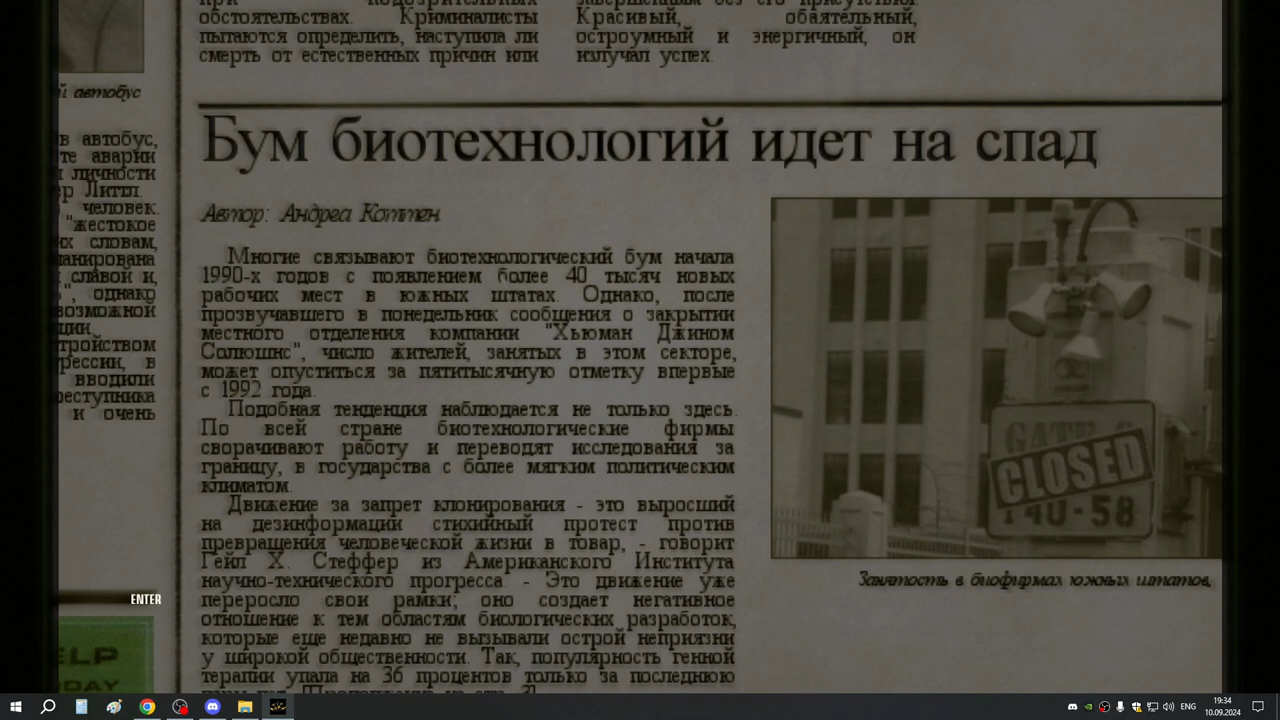 обстоятельствах. Криминалисты
пытаются определить, наступила ли
смерть от естественных причин или
Красивый, обаятельный,
остроумный и энергичный, он
излучал успех.
й автобус
в автобус,
те аварии
личности
ер Литтл.
человек.
"жестокое
их словам,
ланирована
славой и,
", однако
возможной
ции.
тройством
рессии, в
вводили
реступника
и очень
Бум биотехнологий идет на спад
Автор: Андреа Коттен
Многие связывают биотехнологический бум начала
1990-х годов с появлением более 40 тысяч новых
рабочих мест в южных штатах. Однако, после
прозвучавшего в понедельник сообщения о закрытии
местного отделения компании "Хьюман Джином
Солюшнс", число жителей, занятых в этом секторе,
может опуститься за пятитысячную отметку впервые
с 1992 года.
Подобная тенденция наблюдается не только здесь.
По всей стране биотехнологические фирмы
сворачивают работу и переводят исследования за
границу, в государства с более мягким политическим
климатом.
Движение за запрет клонирования - это выросший
на дезинформации стихийный протест против
превращения человеческой жизни в товар, - говорит
Гейл Х. Стеффер из Американского Института
научно-технического прогресса - Это движение уже
переросло свои рамки; оно создает негативное
отношение к тем областям биологических разработок,
которые еще недавно не вызывали острой неприязни
у широкой общественности. Так, популярность генной
терапии упала на 36 процентов только за последнюю
GATE 6
CLOSED
140-58
Занятость в биофирмах южных штатов,
ENTER
ELP
DAY
ENG
19:34
10.09.2024